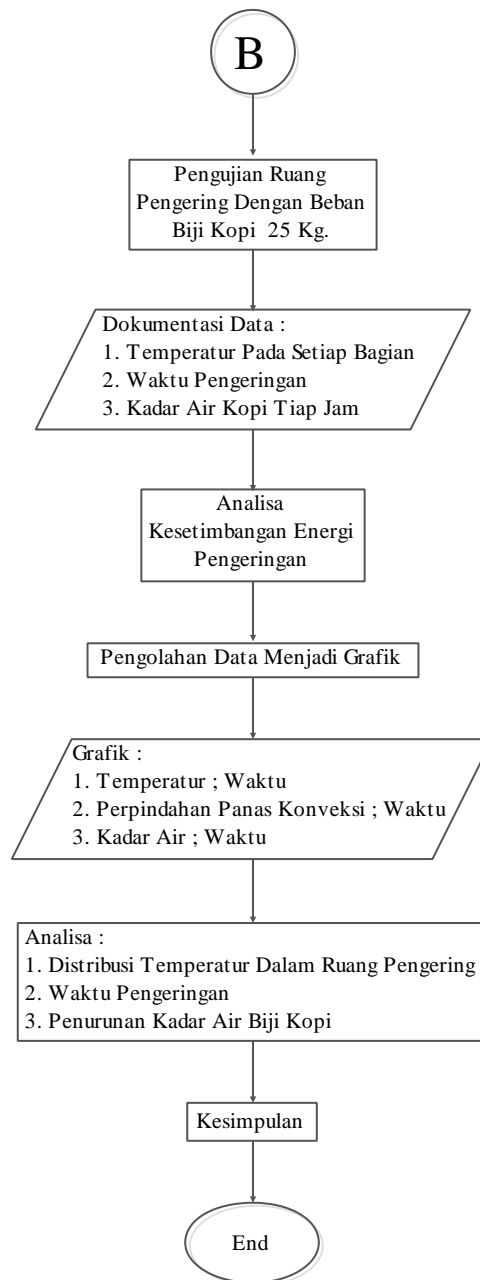 B
Pengujian Ruang
Pengering Dengan Beban
Biji Kopi 25 Kg.
Dokumentasi Data :
1. Temperatur Pada Setiap Bagian
2. Waktu Pengeringan
3. Kadar Air Kopi Tiap Jam
Analisa
Kesetimbangan Energi
Pengeringan
Pengolahan Data Menjadi Grafik
Grafik :
1. Temperatur ; Waktu
2. Perpindahan Panas Konveksi ; Waktu
3. Kadar Air ; Waktu
Analisa :
1. Distribusi Temperatur Dalam Ruang Pengering
2. Waktu Pengeringan
3. Penurunan Kadar Air Biji Kopi
Kesimpulan
End